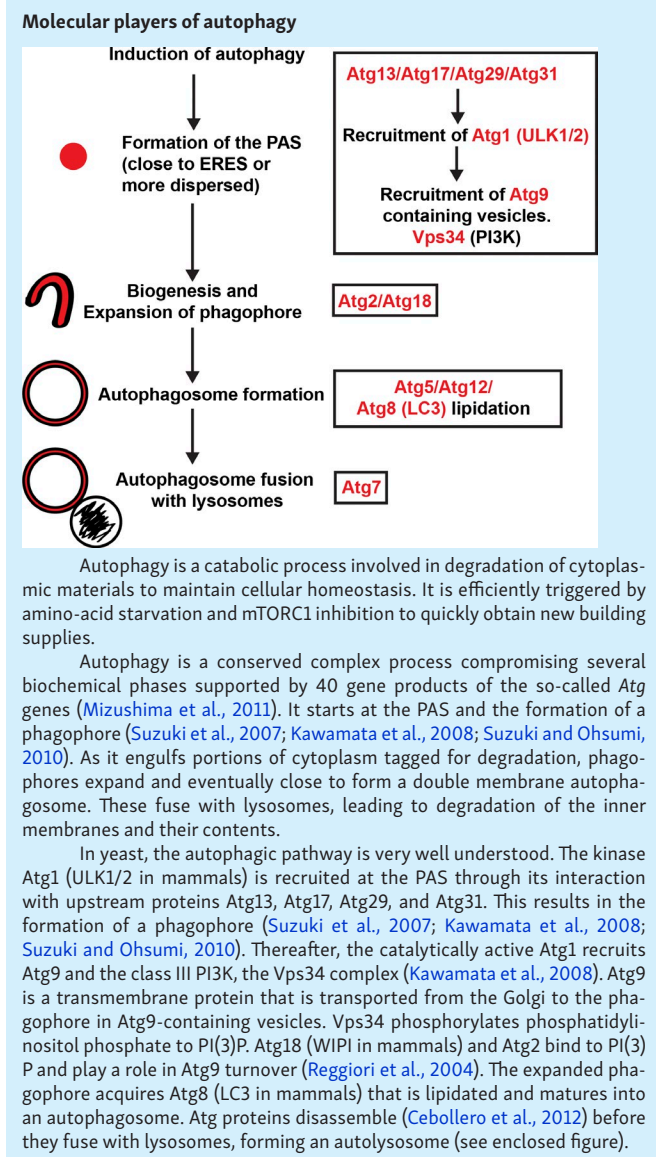 Molecular players of autophagy
Induction of autophagy
Formation of the PAS
(close to ERES or
more dispersed)
Biogenesis and
Expansion of phagophore
Autophagosome formation
Autophagosome fusion
with lysosomes
Atg13/Atg17/Atg29/Atg31
Recruitment of Atg1 (ULK1/2)
Recruitment of Atg9
containing vesicles.
Vps34 (PI3K)
Atg2/Atg18
Atg5/Atg12/
Atg8 (LC3) lipidation
Atg7
Autophagy is a catabolic process involved in degradation of cytoplas-
mic materials to maintain cellular homeostasis. It is efficiently triggered by
amino-acid starvation and mTORC1 inhibition to quickly obtain new building
supplies.
Autophagy is a conserved complex process compromising several
biochemical phases supported by 40 gene products of the so-called Atg
genes (Mizushima et al., 2011). It starts at the PAS and the formation of a
phagophore (Suzuki et al., 2007; Kawamata et al., 2008; Suzuki and Ohsumi,
2010). As it engulfs portions of cytoplasm tagged for degradation, phago-
phores expand and eventually close to form a double membrane autopha-
gosome. These fuse with lysosomes, leading to degradation of the inner
membranes and their contents.
In yeast, the autophagic pathway is very well understood. The kinase
Atg1 (ULK1/2 in mammals) is recruited at the PAS through its interaction
with upstream proteins Atg13, Atg17, Atg29, and Atg31. This results in the
formation of a phagophore (Suzuki et al., 2007; Kawamata et al., 2008;
Suzuki and Ohsumi, 2010). Thereafter, the catalytically active Atg1 recruits
Atg9 and the class III PI3K, the Vps34 complex (Kawamata et al., 2008). Atg9
is a transmembrane protein that is transported from the Golgi to the pha-
gophore in Atg9-containing vesicles. Vps34 phosphorylates phosphatidyli-
nositol phosphate to PI(3)P. Atg18 (WIPI in mammals) and Atg2 bind to PI(3)
P and play a role in Atg9 turnover (Reggiori et al., 2004). The expanded pha-
gophore acquires Atg8 (LC3 in mammals) that is lipidated and matures into
an autophagosome. Atg proteins disassemble (Cebollero et al., 2012) before
they fuse with lysosomes, forming an autolysosome (see enclosed figure).